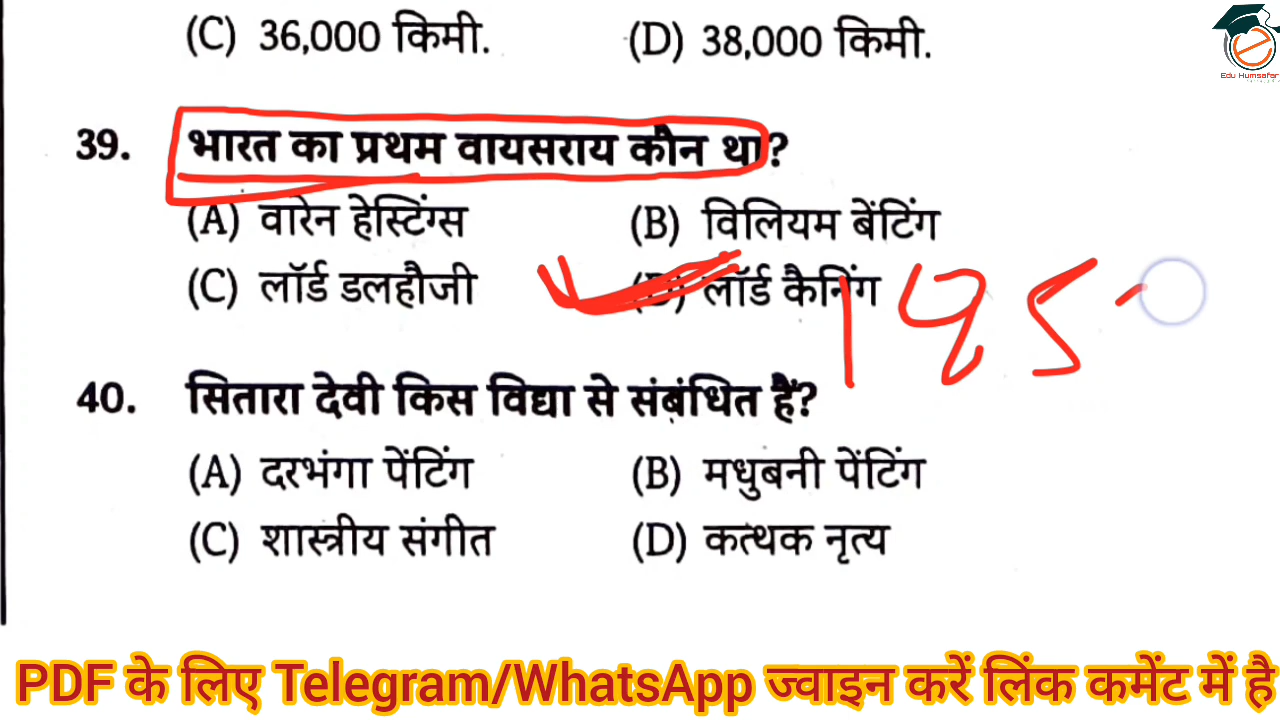 (C) 36,000 किमी. (D) 38,000 किमी.
Edu Humsafar
39. भारत का प्रथम वायसराय कौन था?
(A) वारेन हेस्टिंग्स (B) विलियम बेंटिंग
(C) लॉर्ड डलहौजी (D) लॉर्ड कैनिंग 185
40. सितारा देवी किस विद्या से संबंधित हैं?
(A) दरभंगा पेंटिंग (B) मधुबनी पेंटिंग
(C) शास्त्रीय संगीत (D) कत्थक नृत्य
PDF के लिए Telegram/WhatsApp ज्वाइन करें लिंक कमेंट में है